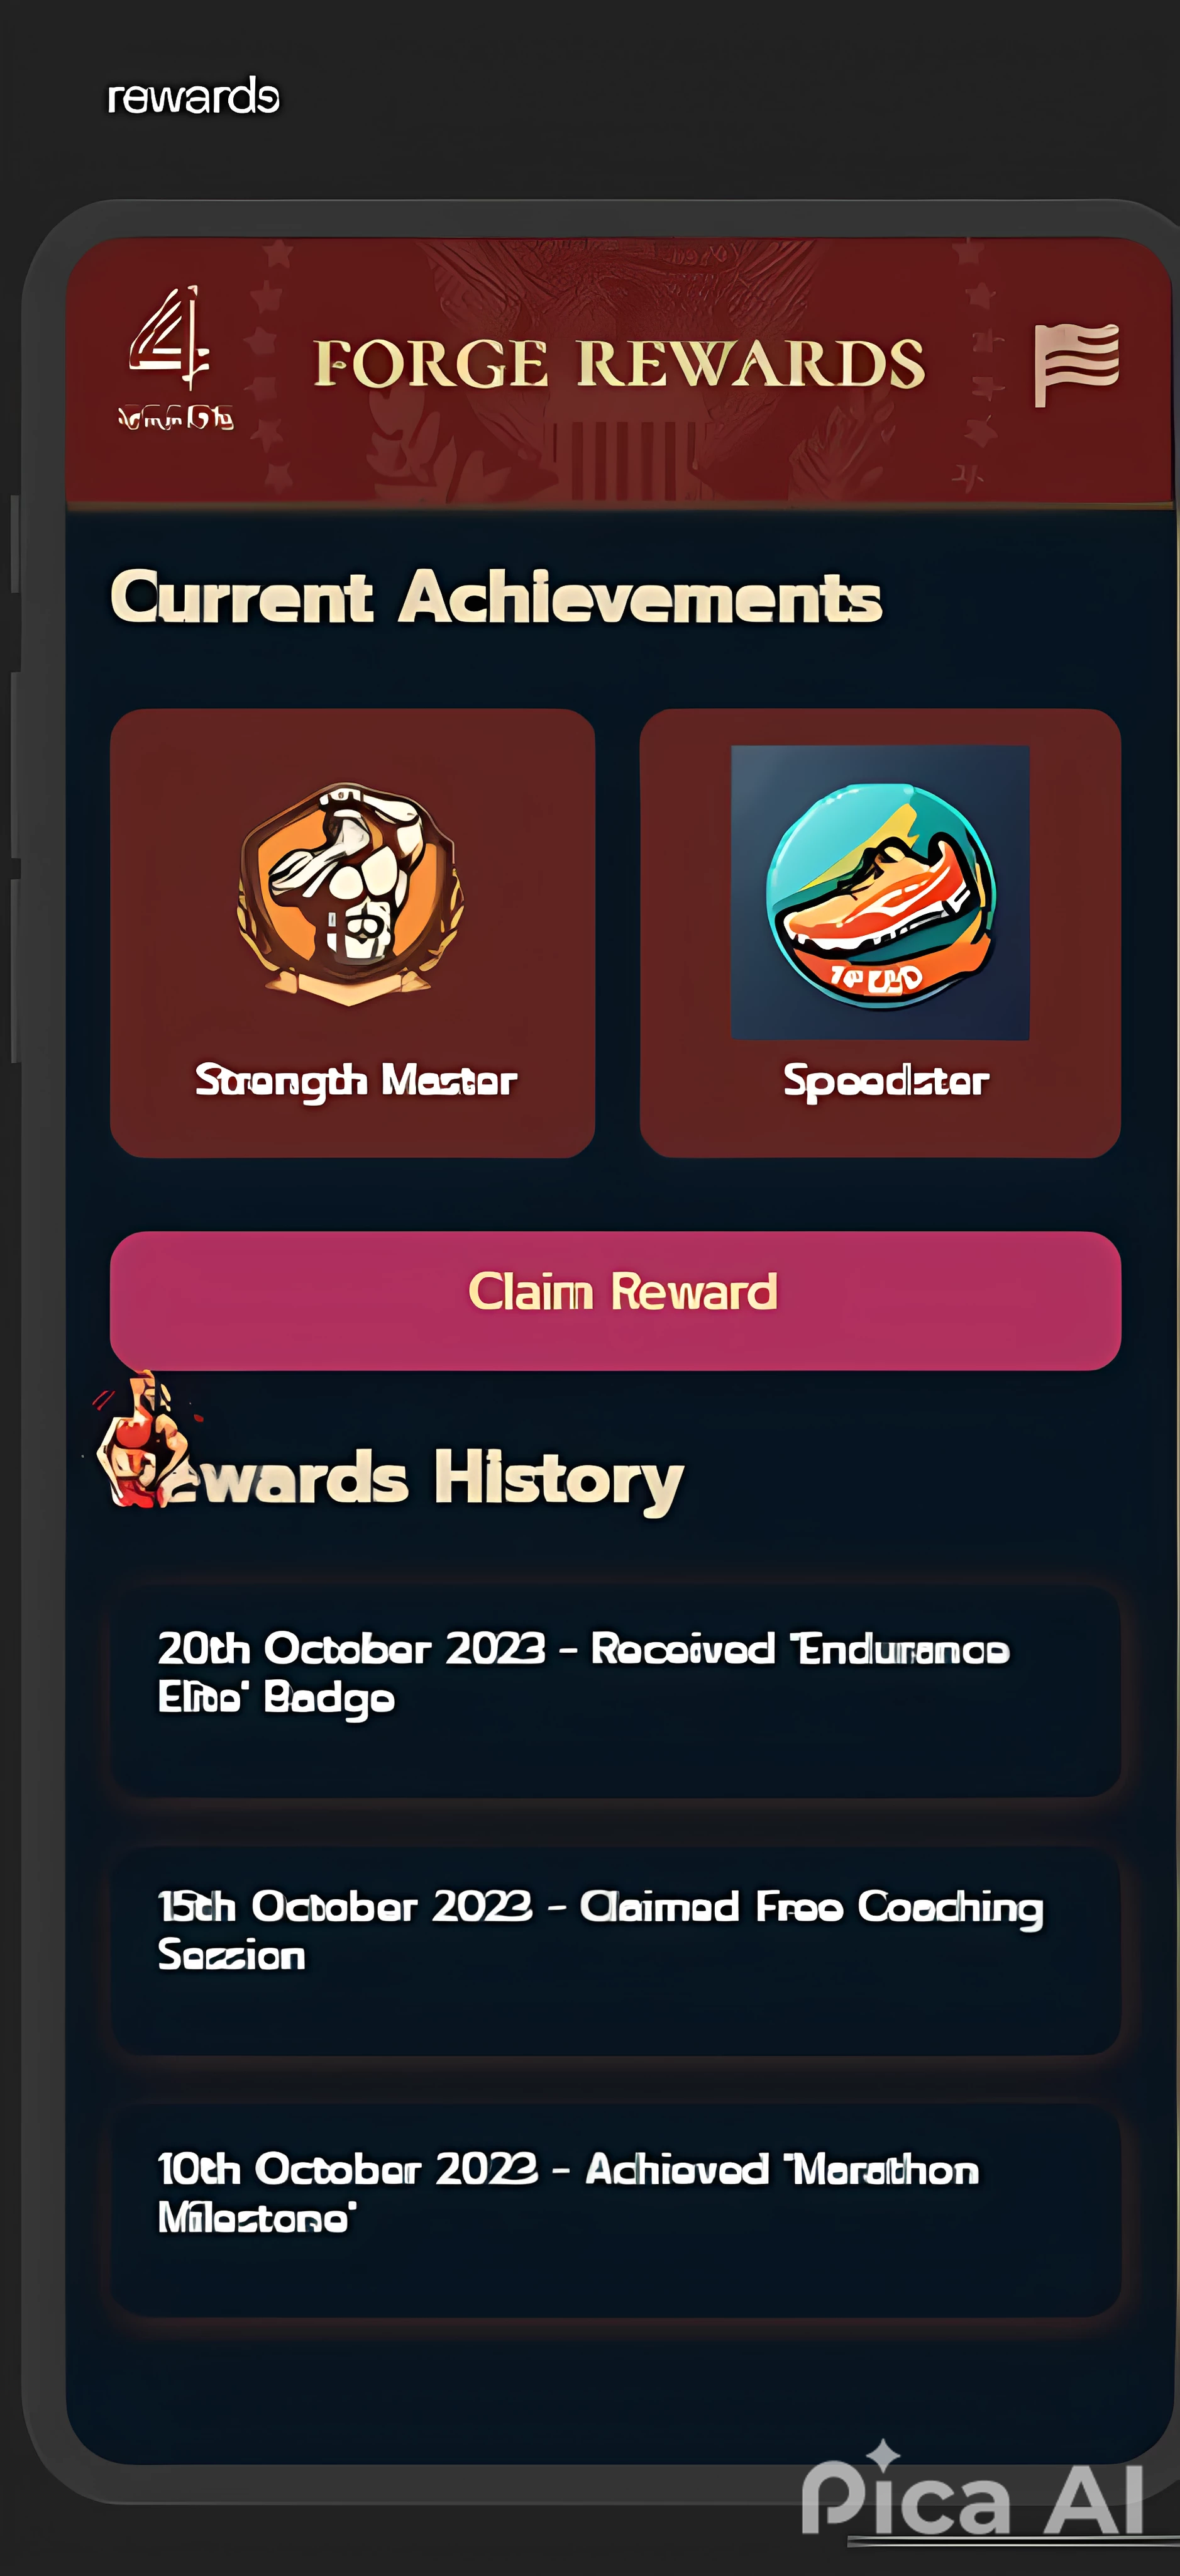 rewards
FORGE REWARDS
Current Achievements
Strength Master
Speedster
Claim Reward
ewards History
20th October 2023 - Received 'Endurance
Elite' Badge
15th October 2023 - Claimed Free Coaching
Session
10th October 2023 - Achieved 'Marathon
Milestone'
Pica AI